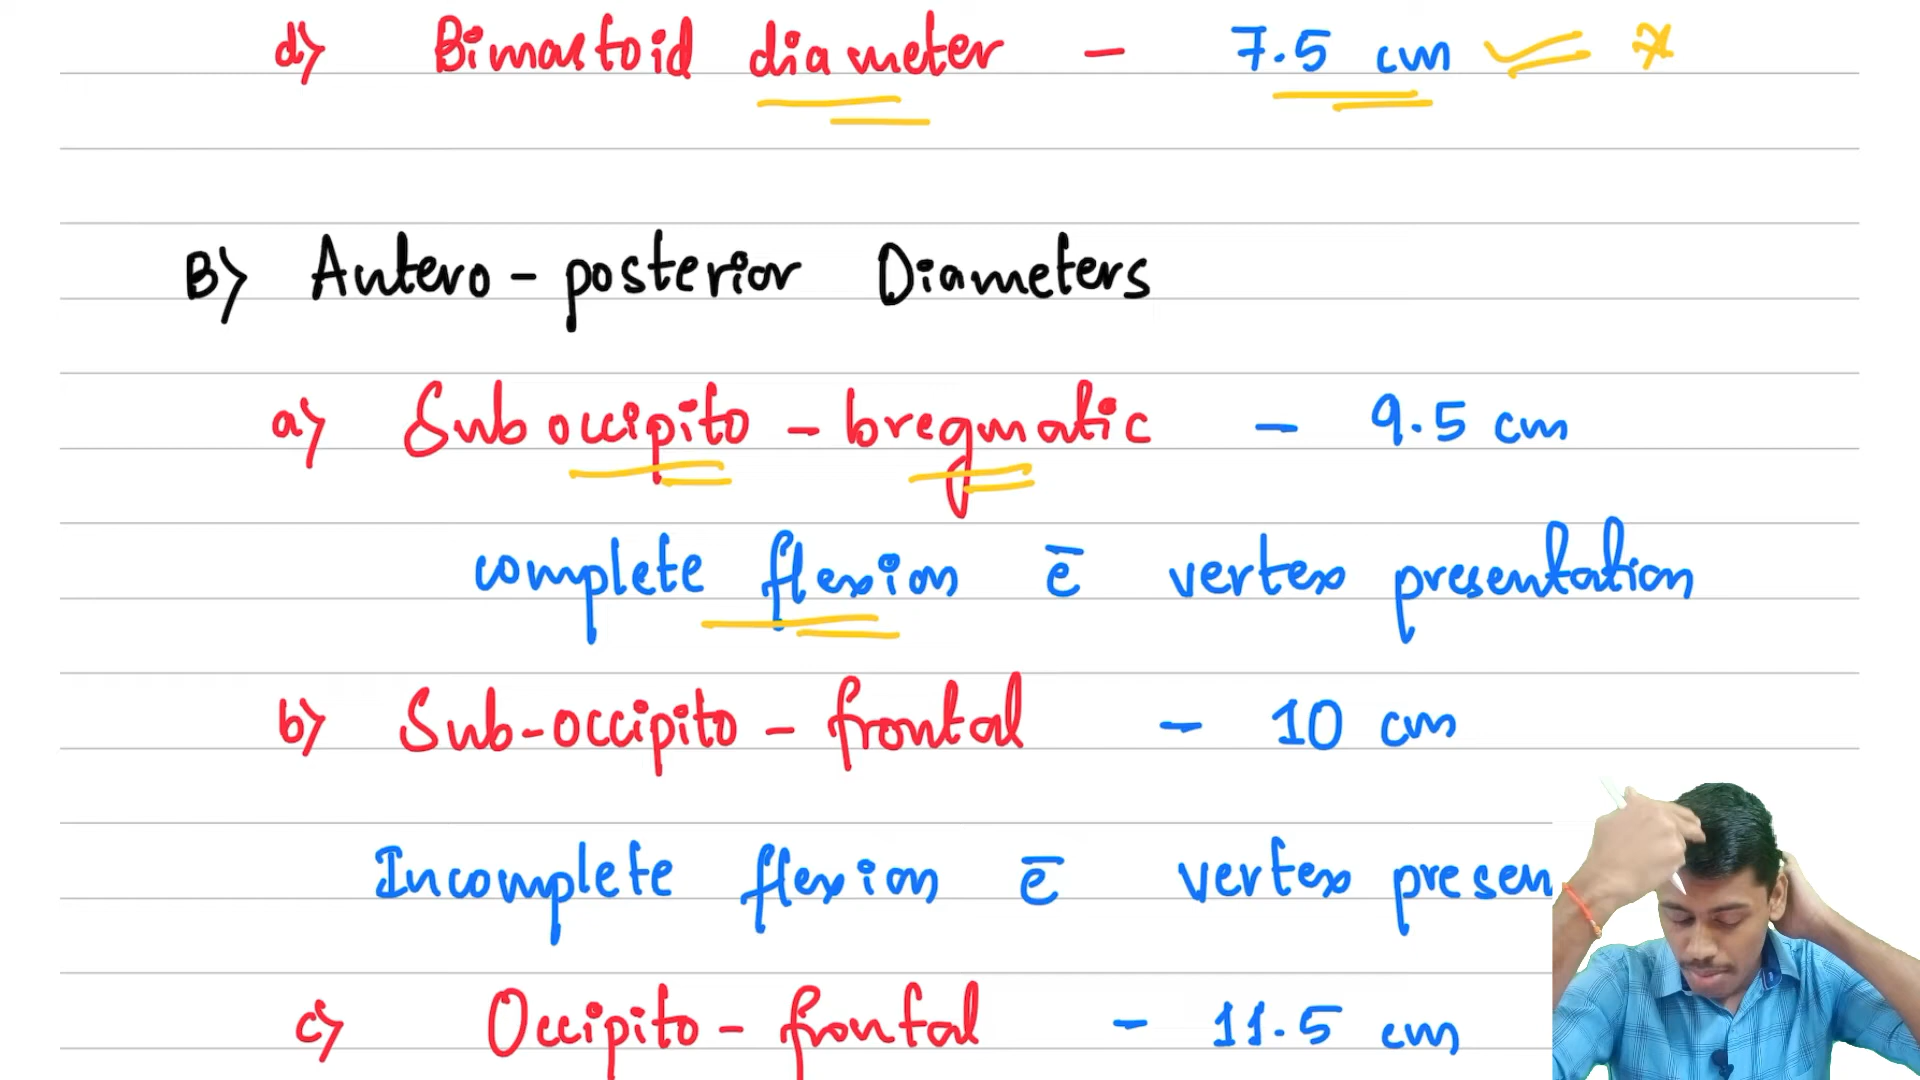 d) Bimastoid diameter - 7.5 cm
B) Antero - posterior Diameters
a) Sub occipito - bregmatic - 9.5 cm
complete flexion c̄ vertex presentation
b) Sub-occipito - frontal - 10 cm
Incomplete flexion c̄ vertex presen
c) Occipito - frontal - 11.5 cm